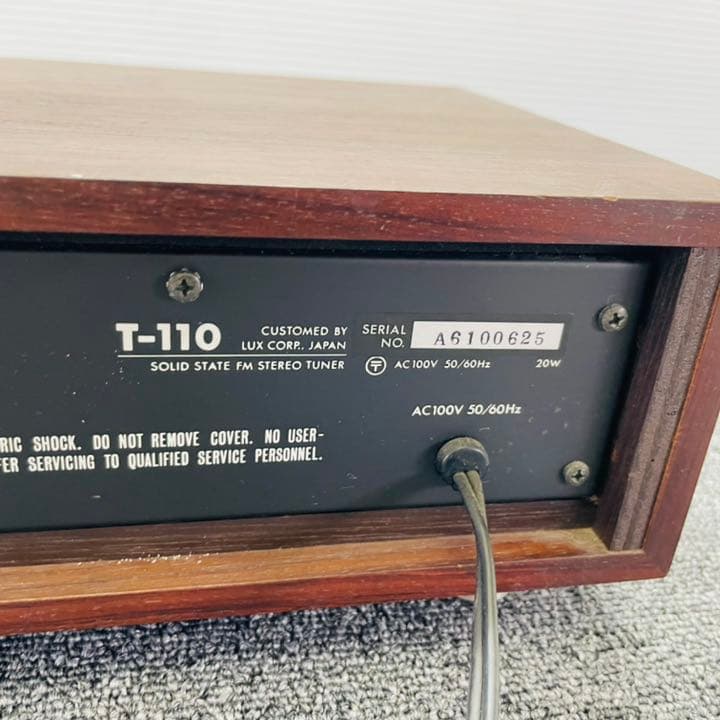 T-110
CUSTOMED BY
LUX CORP., JAPAN
SOLID STATE FM STEREO TUNER
SERIAL
NO.
A6100625
AC100V 50/60Hz 20W
AC100V 50/60Hz
RIC SHOCK. DO NOT REMOVE COVER. NO USER-
FER SERVICING TO QUALIFIED SERVICE PERSONNEL.